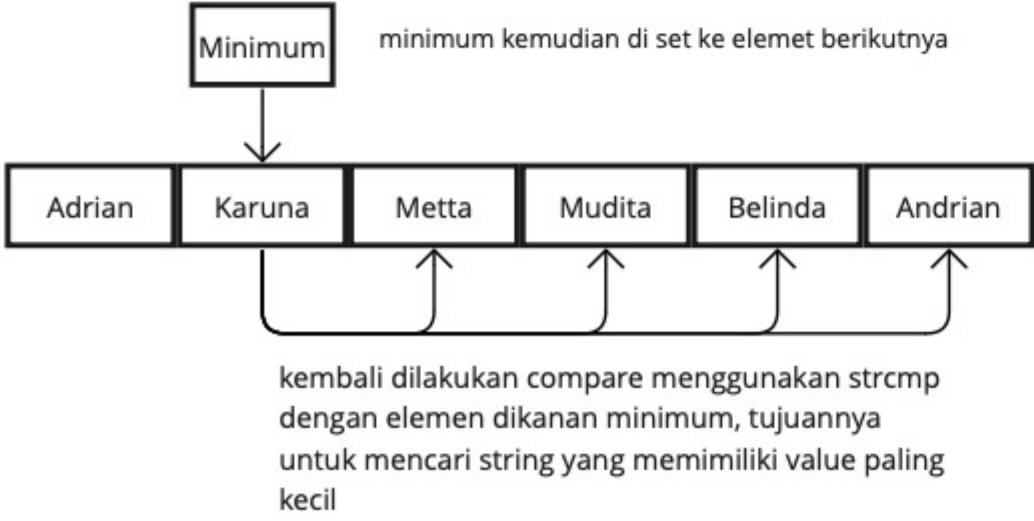 Minimum
minimum kemudian di set ke elemet berikutnya
Adrian Karuna Metta Mudita Belinda Andrian
kembali dilakukan compare menggunakan strcmp
dengan elemen dikanan minimum, tujuannya
untuk mencari string yang memimiliki value paling
kecil